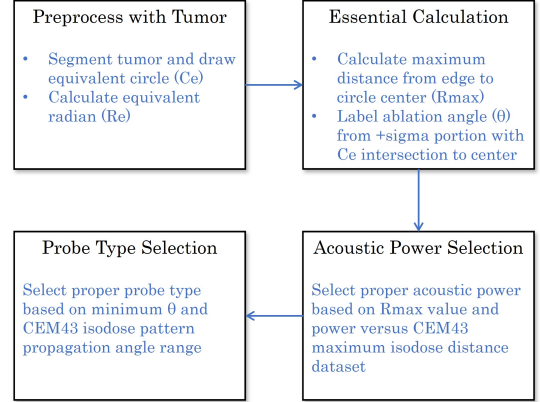 Preprocess with Tumor
• Segment tumor and draw
equivalent circle (Ce)
• Calculate equivalent
radian (Re)
Essential Calculation
• Calculate maximum
distance from edge to
circle center (Rmax)
• Label ablation angle (θ)
from +sigma portion with
Ce intersection to center
Acoustic Power Selection
Select proper acoustic power
based on Rmax value and
power versus CEM43
maximum isodose distance
dataset
Probe Type Selection
Select proper probe type
based on minimum θ and
CEM43 isodose pattern
propagation angle range